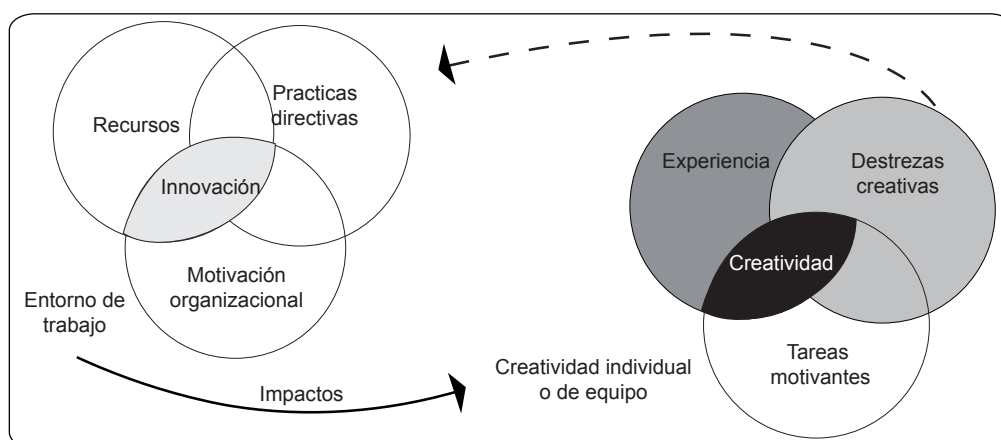 Recursos
Practicas
directivas
Innovación
Motivación
organizacional
Entorno de
trabajo
Impactos
Experiencia
Destrezas
creativas
Creatividad
Tareas
motivantes
Creatividad individual
o de equipo